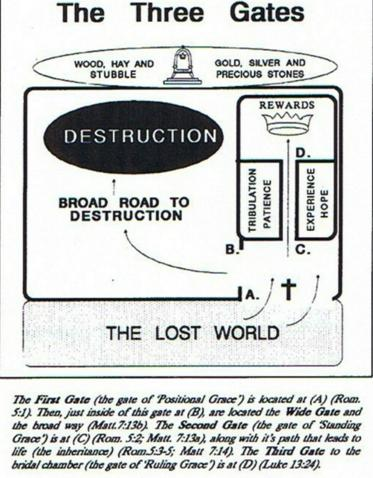 The Three Gates
WOOD, HAY AND
STUBBLE
GOLD, SILVER AND
PRECIOUS STONES
REWARDS
DESTRUCTION
D.
TRIBULATION
PATIENCE
EXPERIENCE
HOPE
BROAD ROAD TO
DESTRUCTION
B.
C.
A.
THE LOST WORLD
The First Gate (the gate of 'Positional Grace') is located at (A) (Rom.
5:1). Then, just inside of this gate at (B), are located the Wide Gate and
the broad way (Matt.7:13b). The Second Gate (the gate of 'Standing
Grace') is at (C) (Rom. 5:2; Matt. 7:13a), along with it's path that leads to
life (the inheritance) (Rom.5:3-5; Matt 7:14). The Third Gate to the
bridal chamber (the gate of 'Ruling Grace') is at (D) (Luke 13:24).